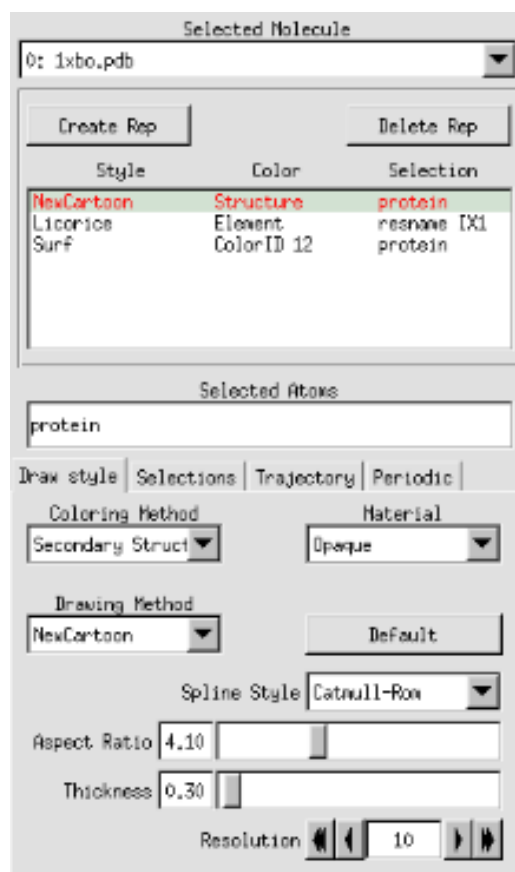 Selected Molecule
0: 1xbo.pdb
Create Rep Delete Rep
Style Color Selection
NewCartoon Structure protein
Licorice Element resname IX1
Surf ColorID 12 protein
Selected Atoms
protein
Draw style Selections Trajectory Periodic
Coloring Method Material
Secondary Struct Opaque
Drawing Method
NewCartoon Default
Spline Style Catmull-Rom
Aspect Ratio 4.10
Thickness 0.30
Resolution 10